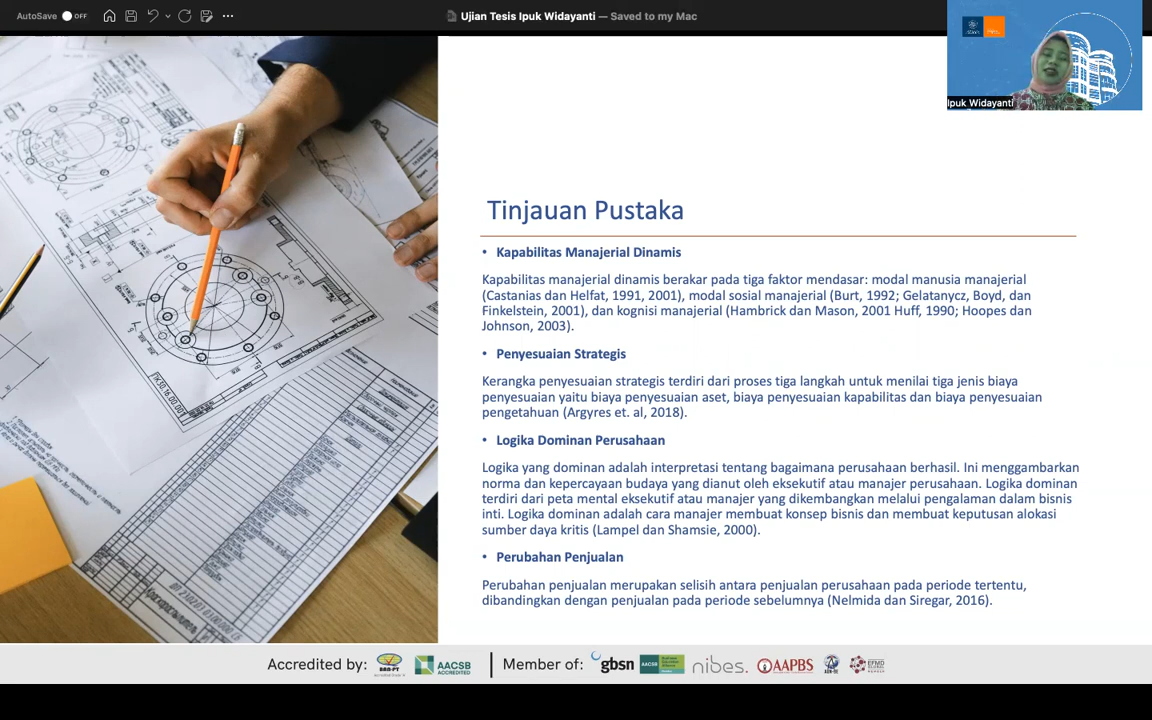 AutoSave OFF
Ujian Tesis Ipuk Widayanti — Saved to my Mac
Ipuk Widayanti
Tinjauan Pustaka
• Kapabilitas Manajerial Dinamis
Kapabilitas manajerial dinamis berakar pada tiga faktor mendasar: modal manusia manajerial
(Castanias dan Helfat, 1991, 2001), modal sosial manajerial (Burt, 1992; Gelatanycz, Boyd, dan
Finkelstein, 2001), dan kognisi manajerial (Hambrick dan Mason, 2001 Huff, 1990; Hoopes dan
Johnson, 2003).
• Penyesuaian Strategis
Kerangka penyesuaian strategis terdiri dari proses tiga langkah untuk menilai tiga jenis biaya
penyesuaian yaitu biaya penyesuaian aset, biaya penyesuaian kapabilitas dan biaya penyesuaian
pengetahuan (Argyres et. al, 2018).
• Logika Dominan Perusahaan
Logika yang dominan adalah interpretasi tentang bagaimana perusahaan berhasil. Ini menggambarkan
norma dan kepercayaan budaya yang dianut oleh eksekutif atau manajer perusahaan. Logika dominan
terdiri dari peta mental eksekutif atau manajer yang dikembangkan melalui pengalaman dalam bisnis
inti. Logika dominan adalah cara manajer membuat konsep bisnis dan membuat keputusan alokasi
sumber daya kritis (Lampel dan Shamsie, 2000).
• Perubahan Penjualan
Perubahan penjualan merupakan selisih antara penjualan perusahaan pada periode tertentu,
dibandingkan dengan penjualan pada periode sebelumnya (Nelmida dan Siregar, 2016).
Accredited by: BAN-PT AACSB ACCREDITED Member of: gbsn AACSB nibes. AAPBS EFMD